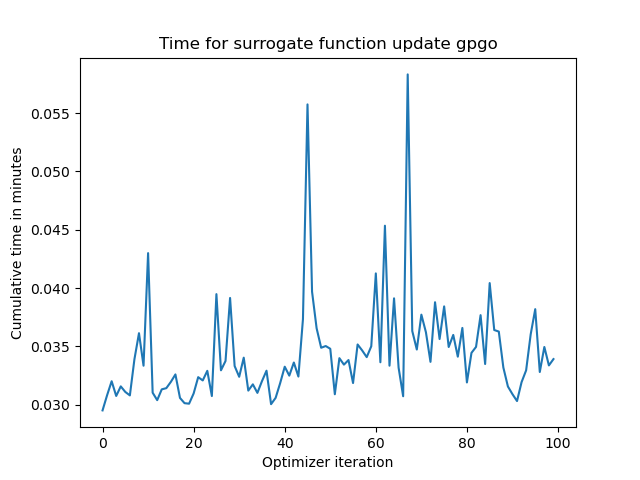 Time for surrogate function update gpgo
Cumulative time in minutes
0.055
0.050
0.045
0.040
0.035
0.030
0 20 40 60 80 100
Optimizer iteration